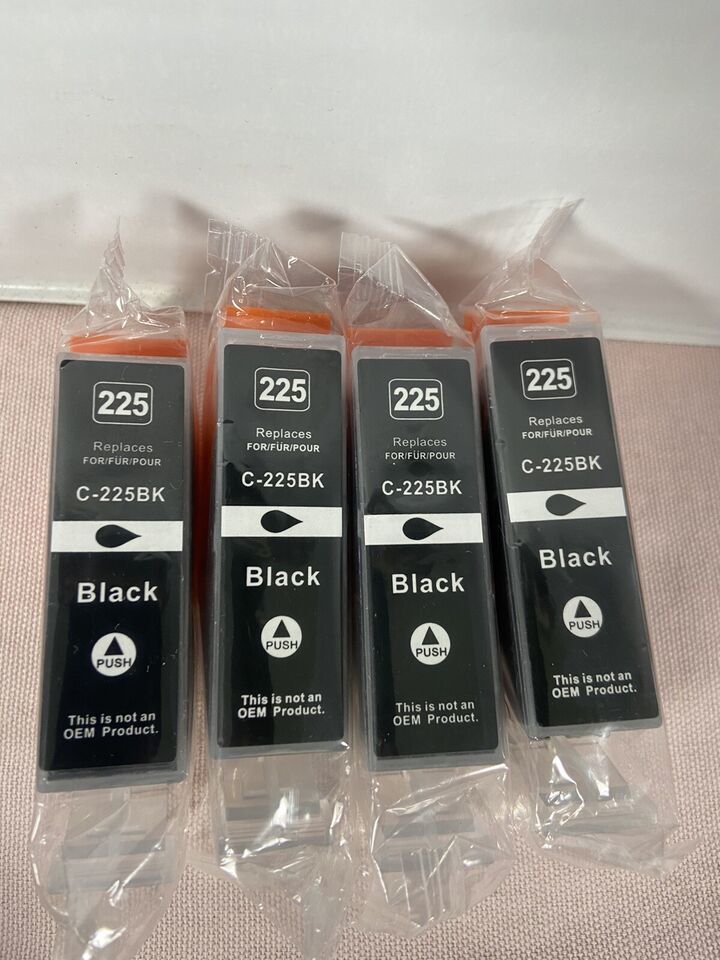 225
Replaces
FOR/FÜR/POUR
C-225BK
Black
PUSH
This is not an
OEM Product.
225
Replaces
FOR/FÜR/POUR
C-225BK
Black
PUSH
This is not an
OEM Product.
225
Replaces
FOR/FÜR/POUR
C-225BK
Black
PUSH
This is not an
OEM Product.
225
Replaces
FOR/FÜR/POUR
C-225BK
Black
PUSH
This is not an
OEM Product.